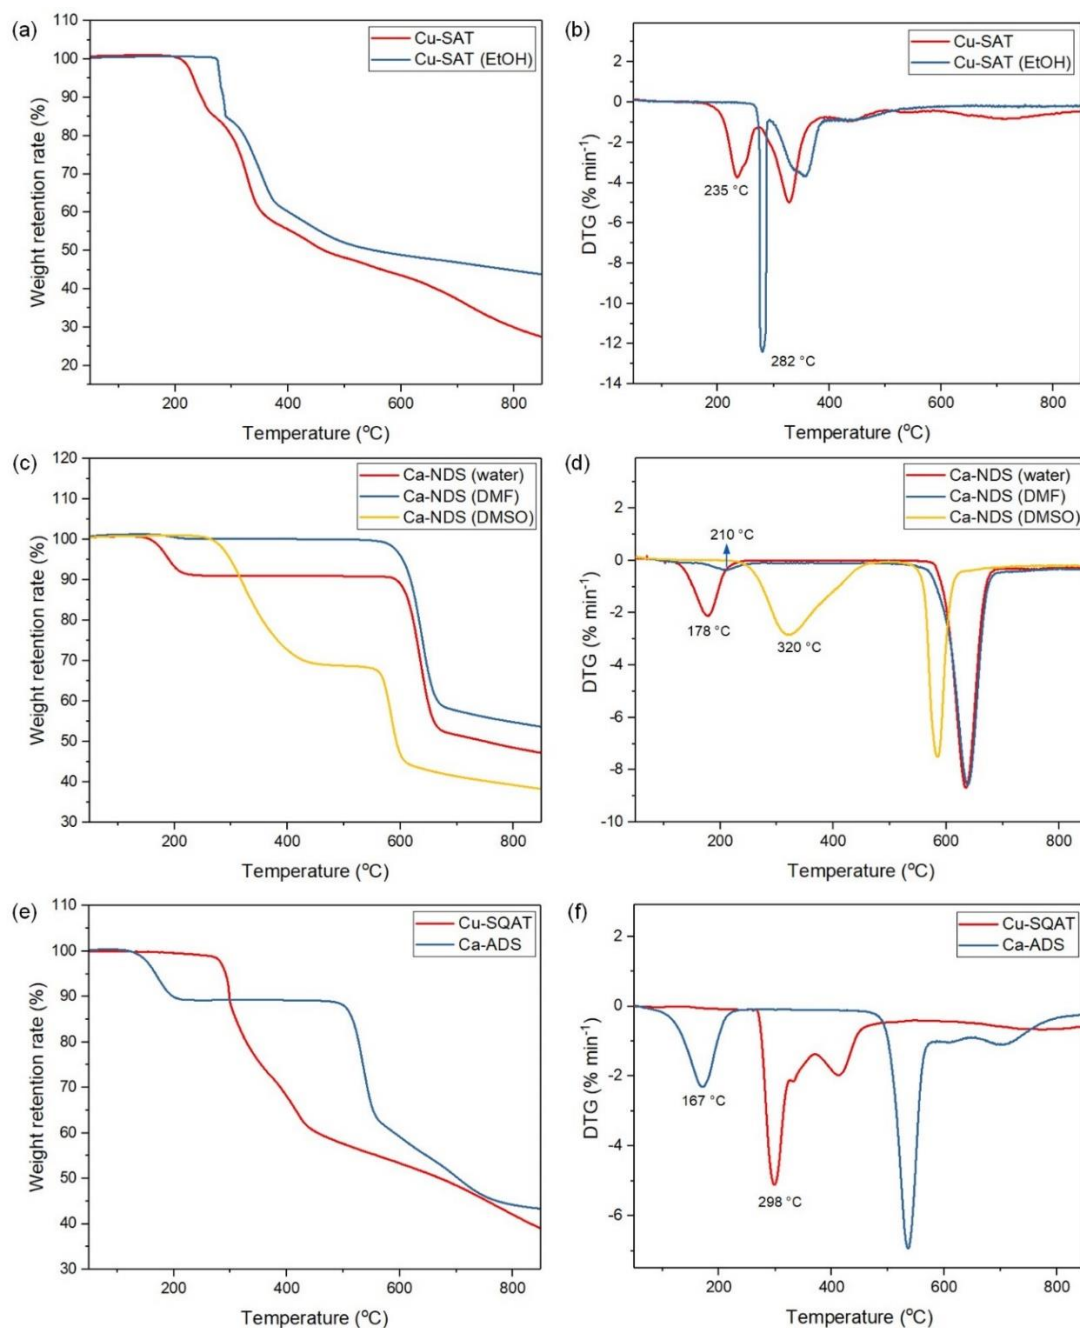 (a)
Cu-SAT
Cu-SAT (EtOH)
Weight retention rate (%)
110
100
90
80
70
60
50
40
30
20
200 400 600 800
Temperature (°C)
(b)
Cu-SAT
Cu-SAT (EtOH)
DTG (% min⁻¹)
2
0
-2
-4
-6
-8
-10
-12
-14
235 °C
282 °C
200 400 600 800
Temperature (°C)
(c)
Ca-NDS (water)
Ca-NDS (DMF)
Ca-NDS (DMSO)
Weight retention rate (%)
120
110
100
90
80
70
60
50
40
30
200 400 600 800
Temperature (°C)
(d)
Ca-NDS (water)
Ca-NDS (DMF)
Ca-NDS (DMSO)
DTG (% min⁻¹)
2
0
-2
-4
-6
-8
-10
210 °C
178 °C
320 °C
200 400 600 800
Temperature (°C)
(e)
Cu-SQAT
Ca-ADS
Weight retention rate (%)
110
100
90
80
70
60
50
40
30
200 400 600 800
Temperature (°C)
(f)
Cu-SQAT
Ca-ADS
DTG (% min⁻¹)
2
0
-2
-4
-6
167 °C
298 °C
200 400 600 800
Temperature (°C)